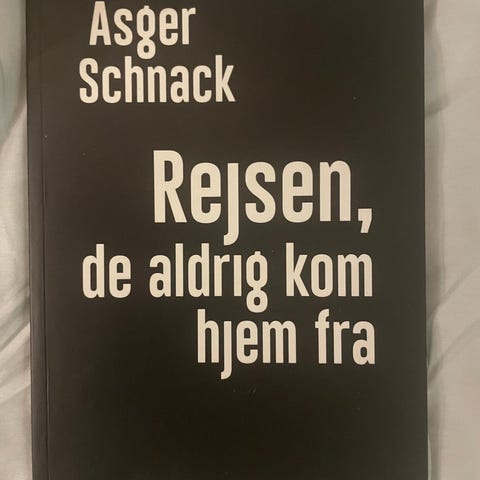 Asger
Schnack
Rejsen,
de aldrig kom
hjem fra